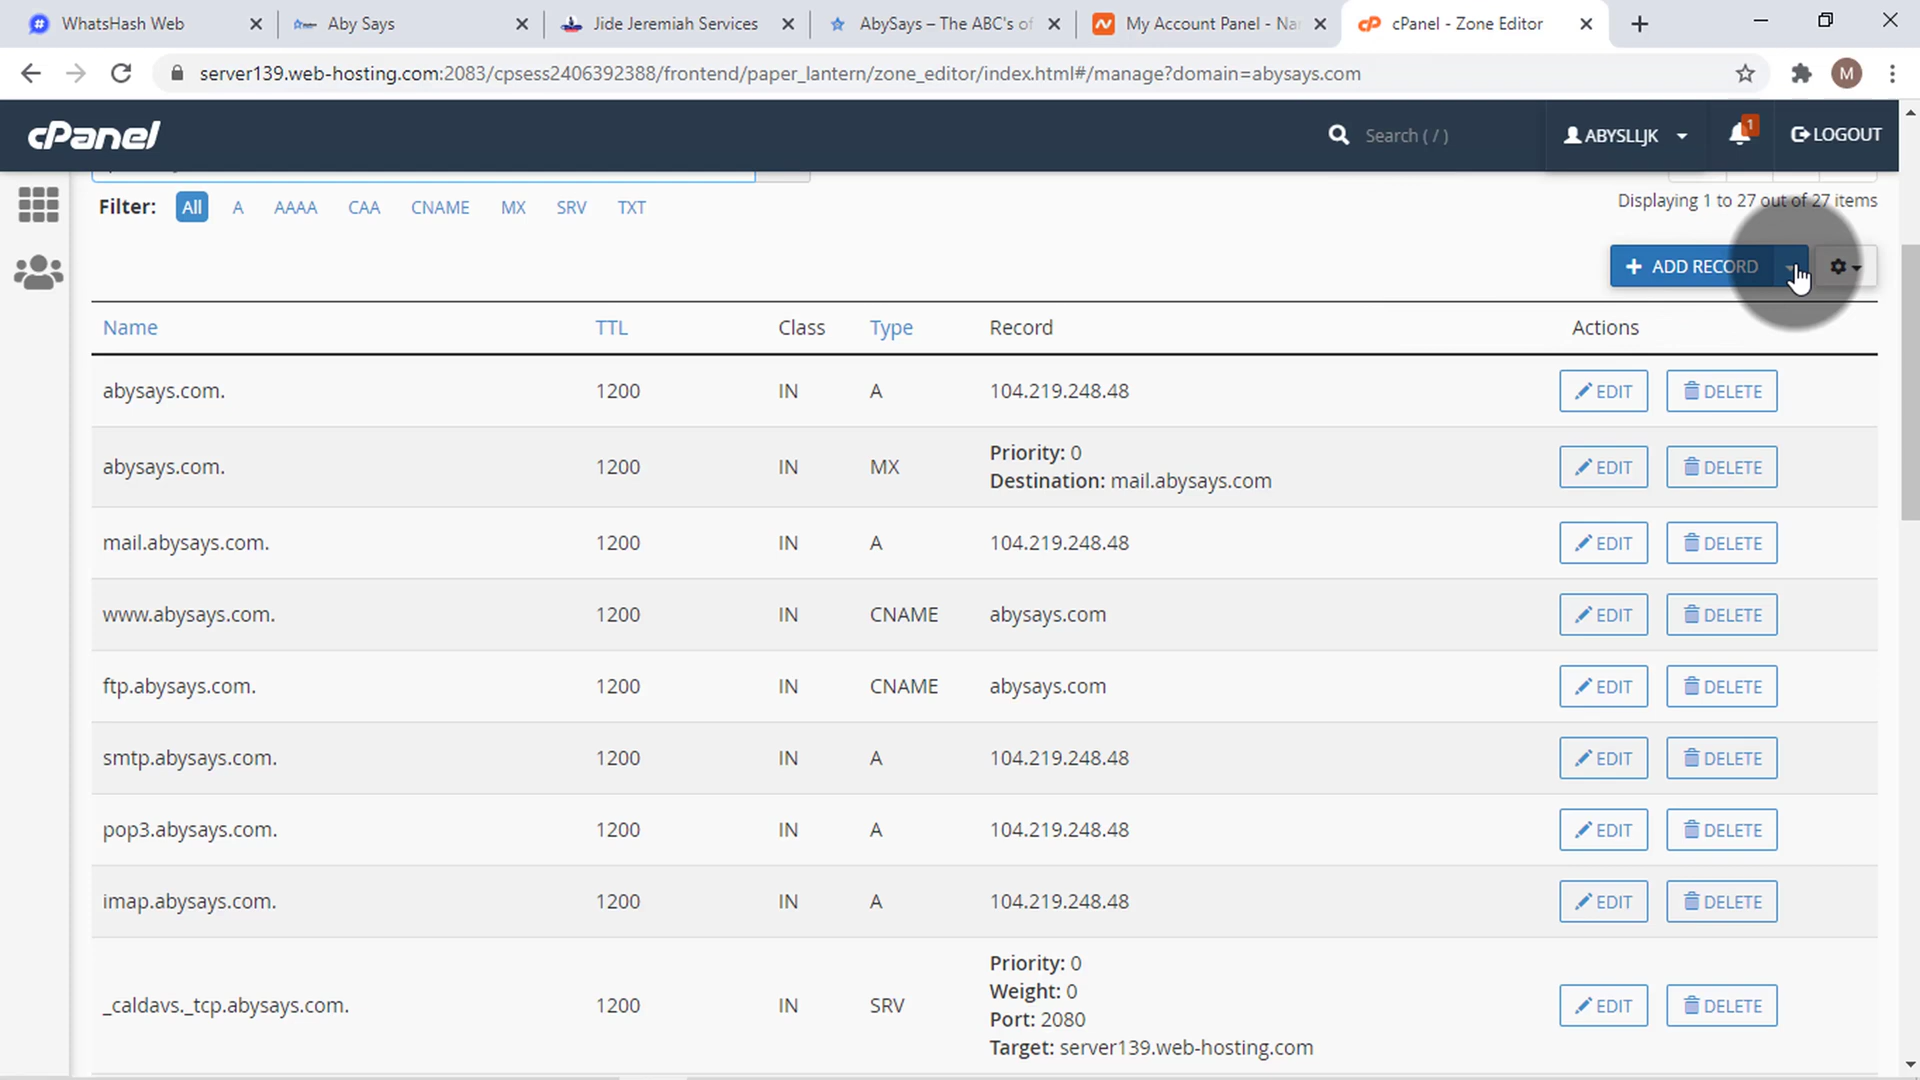 WhatsHash Web
Aby Says
Jide Jeremiah Services
AbySays – The ABC's of
My Account Panel - Na
cPanel - Zone Editor
server139.web-hosting.com:2083/cpsess2406392388/frontend/paper_lantern/zone_editor/index.html#/manage?domain=abysays.com
M
cPanel
Search ( / )
ABYSLLJK
1
LOGOUT
Filter: All A AAAA CAA CNAME MX SRV TXT
Displaying 1 to 27 out of 27 items
+ ADD RECORD
Name TTL Class Type Record Actions
abysays.com. 1200 IN A 104.219.248.48 EDIT DELETE
abysays.com. 1200 IN MX Priority: 0
Destination: mail.abysays.com EDIT DELETE
mail.abysays.com. 1200 IN A 104.219.248.48 EDIT DELETE
www.abysays.com. 1200 IN CNAME abysays.com EDIT DELETE
ftp.abysays.com. 1200 IN CNAME abysays.com EDIT DELETE
smtp.abysays.com. 1200 IN A 104.219.248.48 EDIT DELETE
pop3.abysays.com. 1200 IN A 104.219.248.48 EDIT DELETE
imap.abysays.com. 1200 IN A 104.219.248.48 EDIT DELETE
_caldavs._tcp.abysays.com. 1200 IN SRV Priority: 0
Weight: 0
Port: 2080
Target: server139.web-hosting.com EDIT DELETE